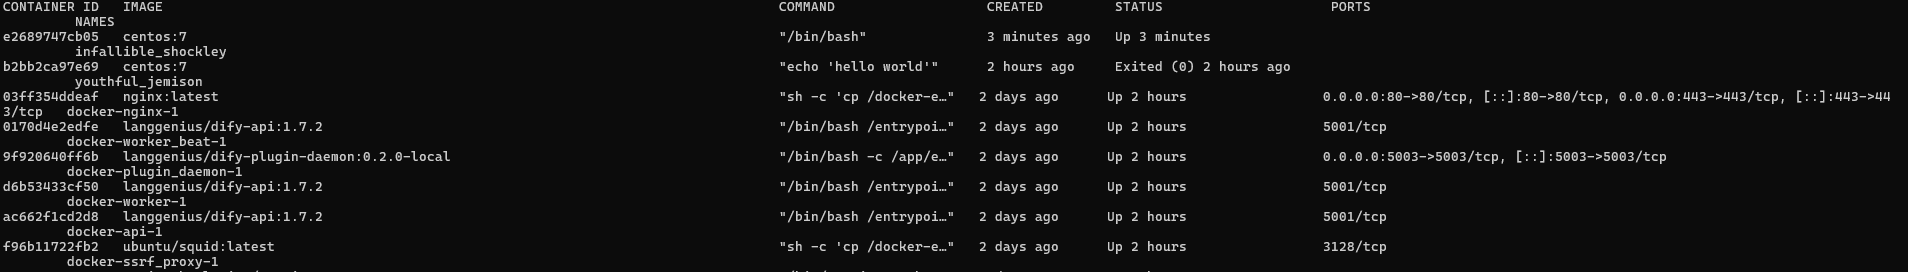 CONTAINER ID   IMAGE   COMMAND   CREATED   STATUS   PORTS
NAMES
e2689747cb05   centos:7   "/bin/bash"   3 minutes ago   Up 3 minutes
infallible_shockley
b2bb2ca97e69   centos:7   "echo 'hello world'"   2 hours ago   Exited (0) 2 hours ago
youthful_jemison
03ff354ddeaf   nginx:latest   "sh -c 'cp /docker-e…"   2 days ago   Up 2 hours   0.0.0.0:80->80/tcp, [::]:80->80/tcp, 0.0.0.0:443->443/tcp, [::]:443->44
3/tcp   docker-nginx-1
0170d4e2edfe   langgenius/dify-api:1.7.2   "/bin/bash /entrypoi…"   2 days ago   Up 2 hours   5001/tcp
docker-worker_beat-1
9f920640ff6b   langgenius/dify-plugin-daemon:0.2.0-local   "/bin/bash -c /app/e…"   2 days ago   Up 2 hours   0.0.0.0:5003->5003/tcp, [::]:5003->5003/tcp
docker-plugin_daemon-1
d6b53433cf50   langgenius/dify-api:1.7.2   "/bin/bash /entrypoi…"   2 days ago   Up 2 hours   5001/tcp
docker-worker-1
ac662f1cd2d8   langgenius/dify-api:1.7.2   "/bin/bash /entrypoi…"   2 days ago   Up 2 hours   5001/tcp
docker-api-1
f96b11722fb2   ubuntu/squid:latest   "sh -c 'cp /docker-e…"   2 days ago   Up 2 hours   3128/tcp
docker-ssrf_proxy-1